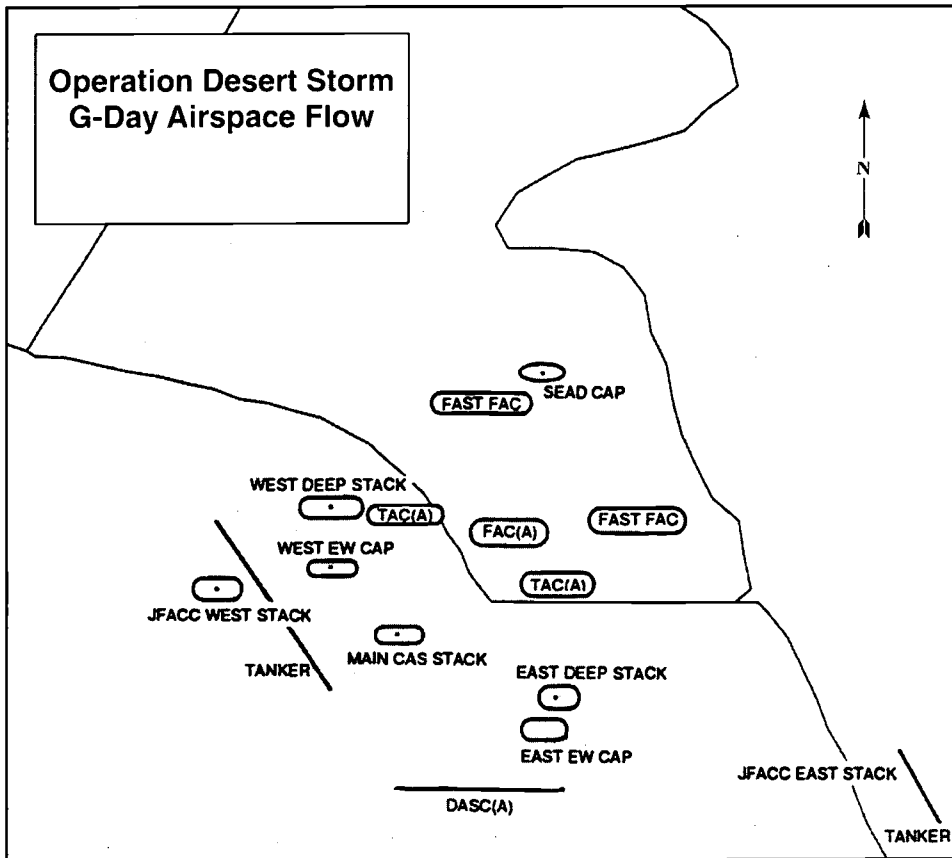 Operation Desert Storm
G-Day Airspace Flow
N
SEAD CAP
FAST FAC
WEST DEEP STACK
TAC(A)
FAC(A)
FAST FAC
WEST EW CAP
TAC(A)
JFACC WEST STACK
MAIN CAS STACK
TANKER
EAST DEEP STACK
EAST EW CAP
JFACC EAST STACK
DASC(A)
TANKER